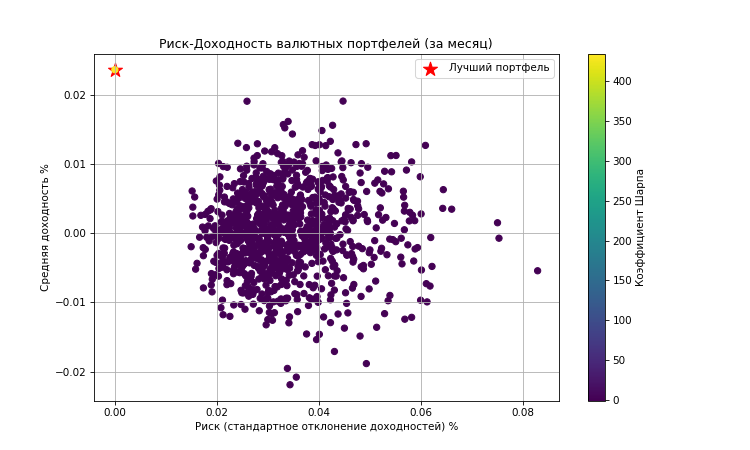 Риск-Доходность валютных портфелей (за месяц)
Лучший портфель
Средняя доходность %
0.02
0.01
0.00
−0.01
−0.02
0.00 0.02 0.04 0.06 0.08
Риск (стандартное отклонение доходностей) %
400
350
300
250
200
150
100
50
0
Коэффициент Шарпа